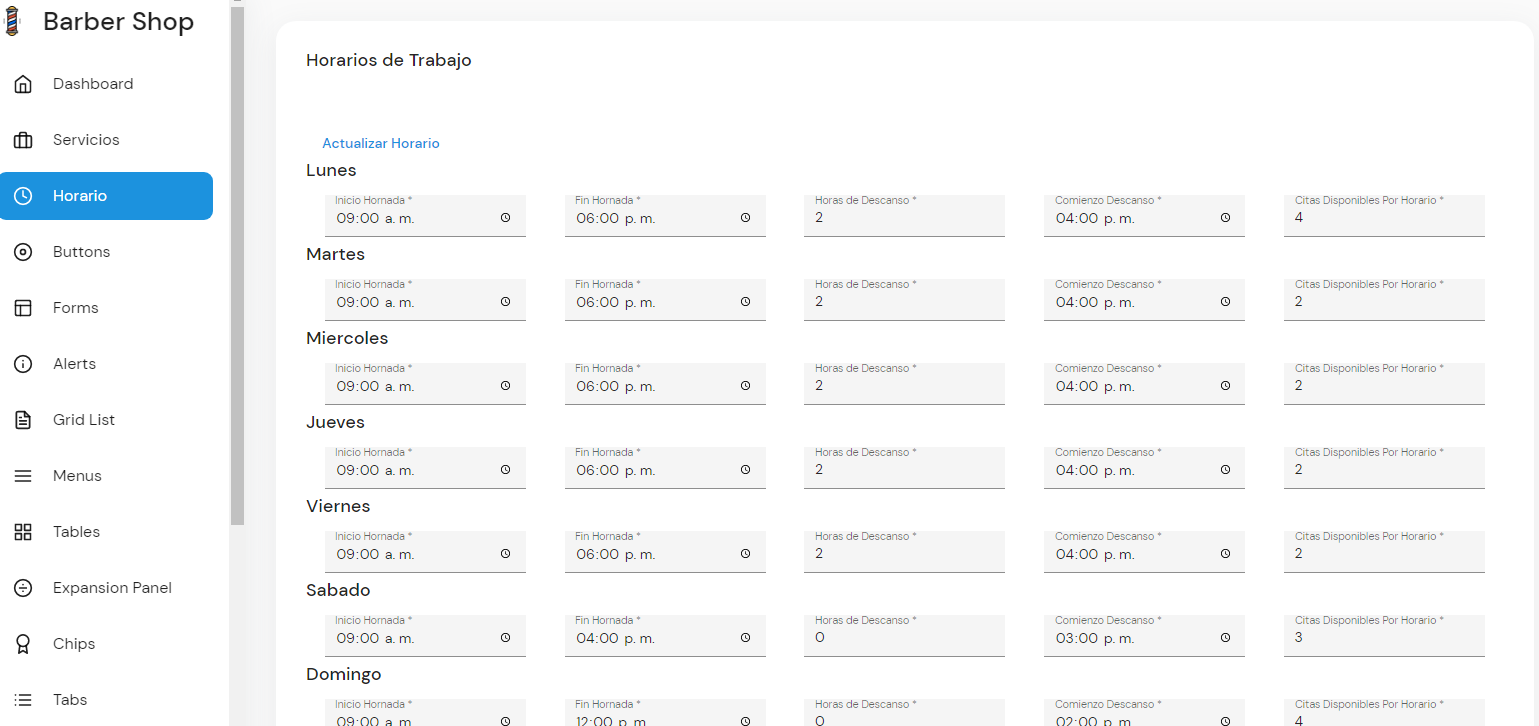 Barber Shop
Dashboard
Servicios
Horario
Buttons
Forms
Alerts
Grid List
Menus
Tables
Expansion Panel
Chips
Tabs
Horarios de Trabajo
Actualizar Horario
Lunes
Inicio Hornada * Fin Hornada * Horas de Descanso * Comienzo Descanso * Citas Disponibles Por Horario *
09:00 a. m. 06:00 p. m. 2 04:00 p. m. 4
Martes
Inicio Hornada * Fin Hornada * Horas de Descanso * Comienzo Descanso * Citas Disponibles Por Horario *
09:00 a. m. 06:00 p. m. 2 04:00 p. m. 2
Miercoles
Inicio Hornada * Fin Hornada * Horas de Descanso * Comienzo Descanso * Citas Disponibles Por Horario *
09:00 a. m. 06:00 p. m. 2 04:00 p. m. 2
Jueves
Inicio Hornada * Fin Hornada * Horas de Descanso * Comienzo Descanso * Citas Disponibles Por Horario *
09:00 a. m. 06:00 p. m. 2 04:00 p. m. 2
Viernes
Inicio Hornada * Fin Hornada * Horas de Descanso * Comienzo Descanso * Citas Disponibles Por Horario *
09:00 a. m. 06:00 p. m. 2 04:00 p. m. 2
Sabado
Inicio Hornada * Fin Hornada * Horas de Descanso * Comienzo Descanso * Citas Disponibles Por Horario *
09:00 a. m. 04:00 p. m. 0 03:00 p. m. 3
Domingo
Inicio Hornada * Fin Hornada * Horas de Descanso * Comienzo Descanso * Citas Disponibles Por Horario *
09:00 a. m. 12:00 p. m. 0 02:00 p. m. 4